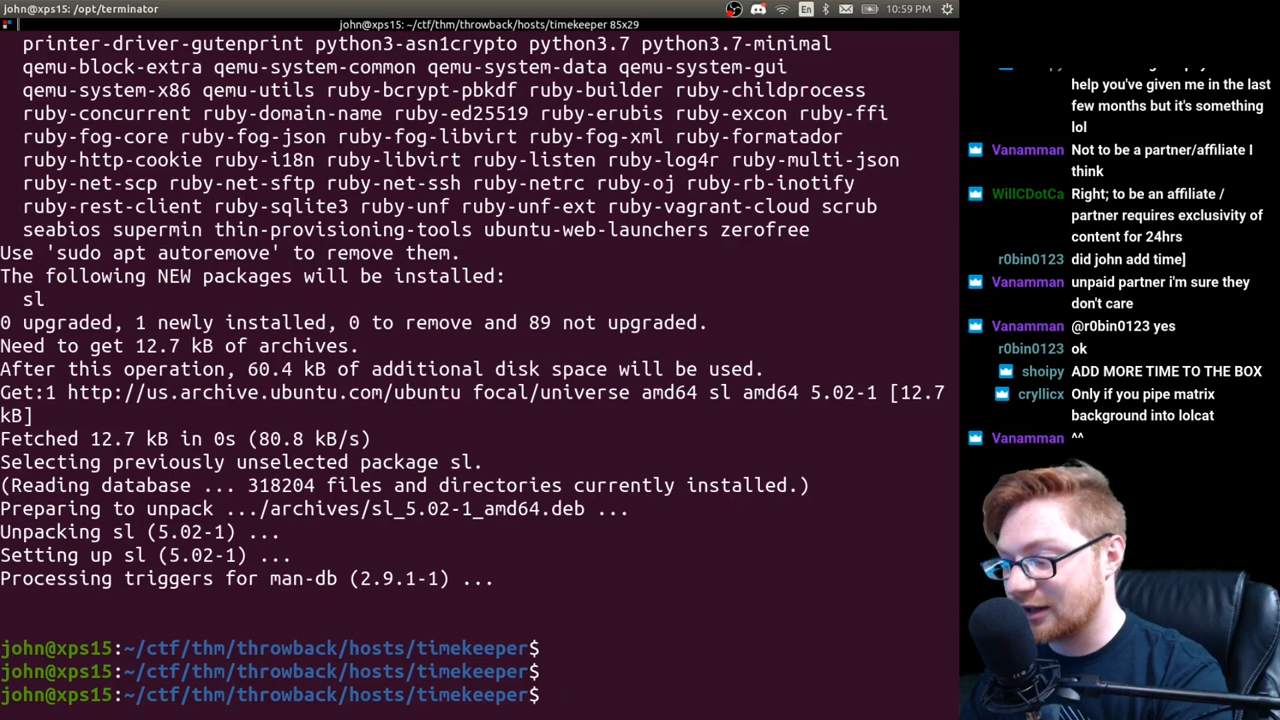 john@xps15: /opt/terminator
En
10:59 PM
john@xps15: ~/ctf/thm/throwback/hosts/timekeeper 85x29
printer-driver-gutenprint python3-asn1crypto python3.7 python3.7-minimal
qemu-block-extra qemu-system-common qemu-system-data qemu-system-gui
qemu-system-x86 qemu-utils ruby-bcrypt-pbkdf ruby-builder ruby-childprocess
ruby-concurrent ruby-domain-name ruby-ed25519 ruby-erubis ruby-excon ruby-ffi
ruby-fog-core ruby-fog-json ruby-fog-libvirt ruby-fog-xml ruby-formatador
ruby-http-cookie ruby-i18n ruby-libvirt ruby-listen ruby-log4r ruby-multi-json
ruby-net-scp ruby-net-sftp ruby-net-ssh ruby-netrc ruby-oj ruby-rb-inotify
ruby-rest-client ruby-sqlite3 ruby-unf ruby-unf-ext ruby-vagrant-cloud scrub
seabios supermin thin-provisioning-tools ubuntu-web-launchers zerofree
Use 'sudo apt autoremove' to remove them.
The following NEW packages will be installed:
sl
0 upgraded, 1 newly installed, 0 to remove and 89 not upgraded.
Need to get 12.7 kB of archives.
After this operation, 60.4 kB of additional disk space will be used.
Get:1 http://us.archive.ubuntu.com/ubuntu focal/universe amd64 sl amd64 5.02-1 [12.7
kB]
Fetched 12.7 kB in 0s (80.8 kB/s)
Selecting previously unselected package sl.
(Reading database ... 318204 files and directories currently installed.)
Preparing to unpack .../archives/sl_5.02-1_amd64.deb ...
Unpacking sl (5.02-1) ...
Setting up sl (5.02-1) ...
Processing triggers for man-db (2.9.1-1) ...
john@xps15:~/ctf/thm/throwback/hosts/timekeeper$
john@xps15:~/ctf/thm/throwback/hosts/timekeeper$
john@xps15:~/ctf/thm/throwback/hosts/timekeeper$
help you've given me in the last
few months but it's something
lol
Vanamman Not to be a partner/affiliate I
think
WillCDotCa Right; to be an affiliate /
partner requires exclusivity of
content for 24hrs
r0bin0123 did john add time]
Vanamman unpaid partner i'm sure they
don't care
Vanamman @r0bin0123 yes
r0bin0123 ok
shoipy ADD MORE TIME TO THE BOX
cryllicx Only if you pipe matrix
background into lolcat
Vanamman ^^